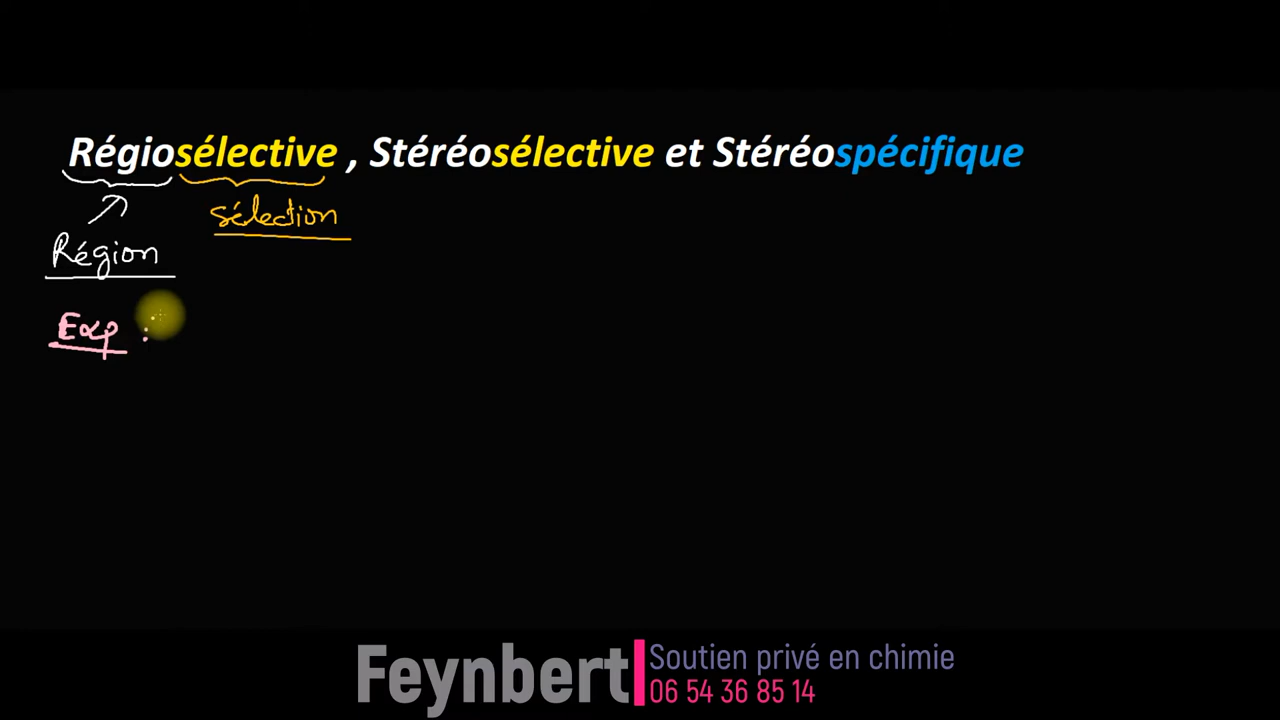 Régiosélective , Stéréosélective et Stéréospécifique
sélection
Région
Exp :
Feynbert
Soutien privé en chimie
06 54 36 85 14